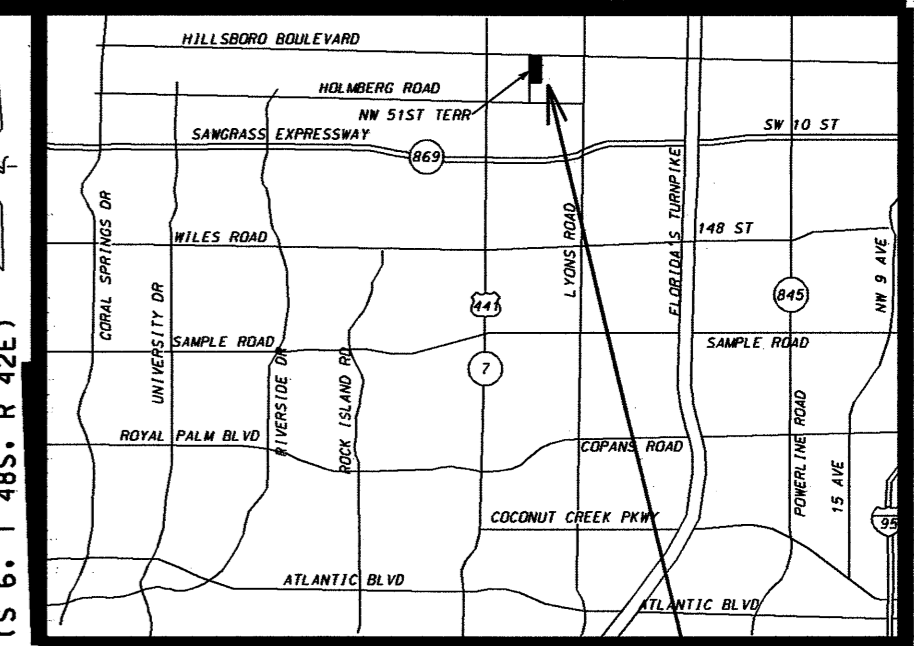 HILLSBORO BOULEVARD
HOLMBERG ROAD
NW 51ST TERR
SAWGRASS EXPRESSWAY
SW 10 ST
869
CORAL SPRINGS DR
WILES ROAD
UNIVERSITY DR
LYONS ROAD
FLORIDA'S TURNPIKE
148 ST
NW 9 AVE
441
845
SAMPLE ROAD
RIVERSIDE DR
ROCK ISLAND RD
7
SAMPLE ROAD
ROYAL PALM BLVD
COPANS ROAD
POWERLINE ROAD
15 AVE
COCONUT CREEK PKWY
95
ATLANTIC BLVD
ATLANTIC BLVD
(S 6, T 48S, R 42E)